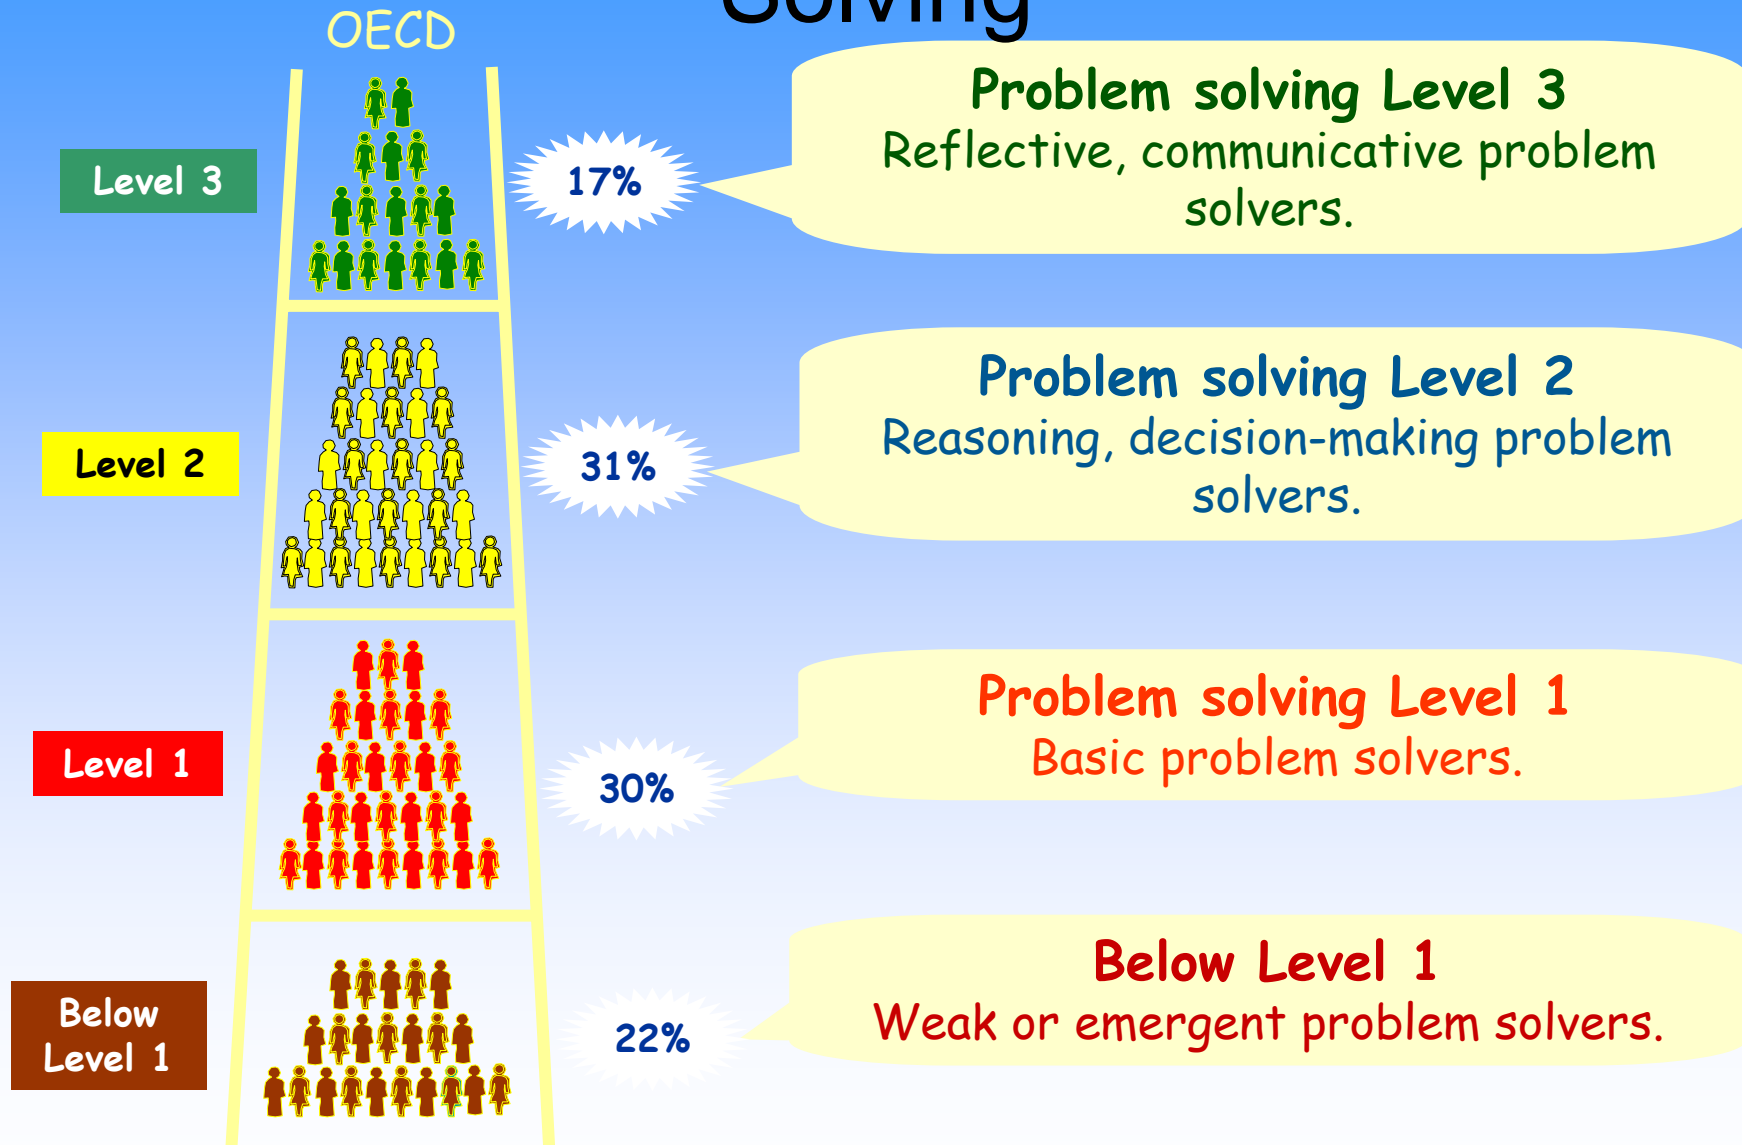 Solving
OECD
Problem solving Level 3
Reflective, communicative problem
solvers.
Level 3
17%
Problem solving Level 2
Reasoning, decision-making problem
solvers.
Level 2
31%
Problem solving Level 1
Basic problem solvers.
Level 1
30%
Below Level 1
Weak or emergent problem solvers.
Below
Level 1
22%